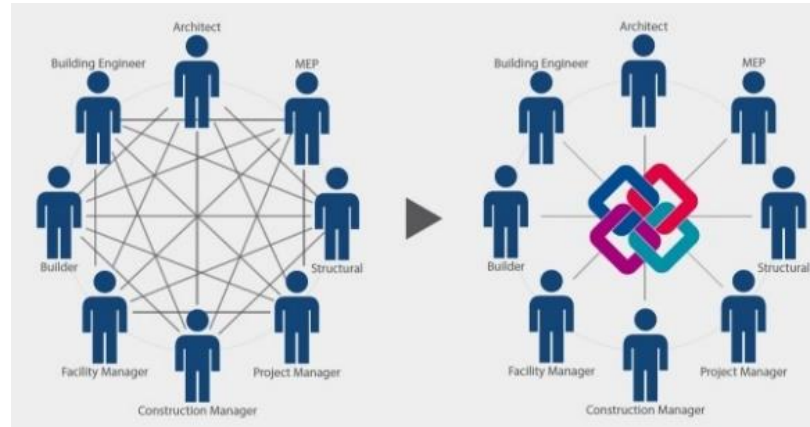 Architect
Building Engineer
MEP
Builder
Structural
Facility Manager
Project Manager
Construction Manager
Architect
Building Engineer
MEP
Builder
Structural
Facility Manager
Project Manager
Construction Manager